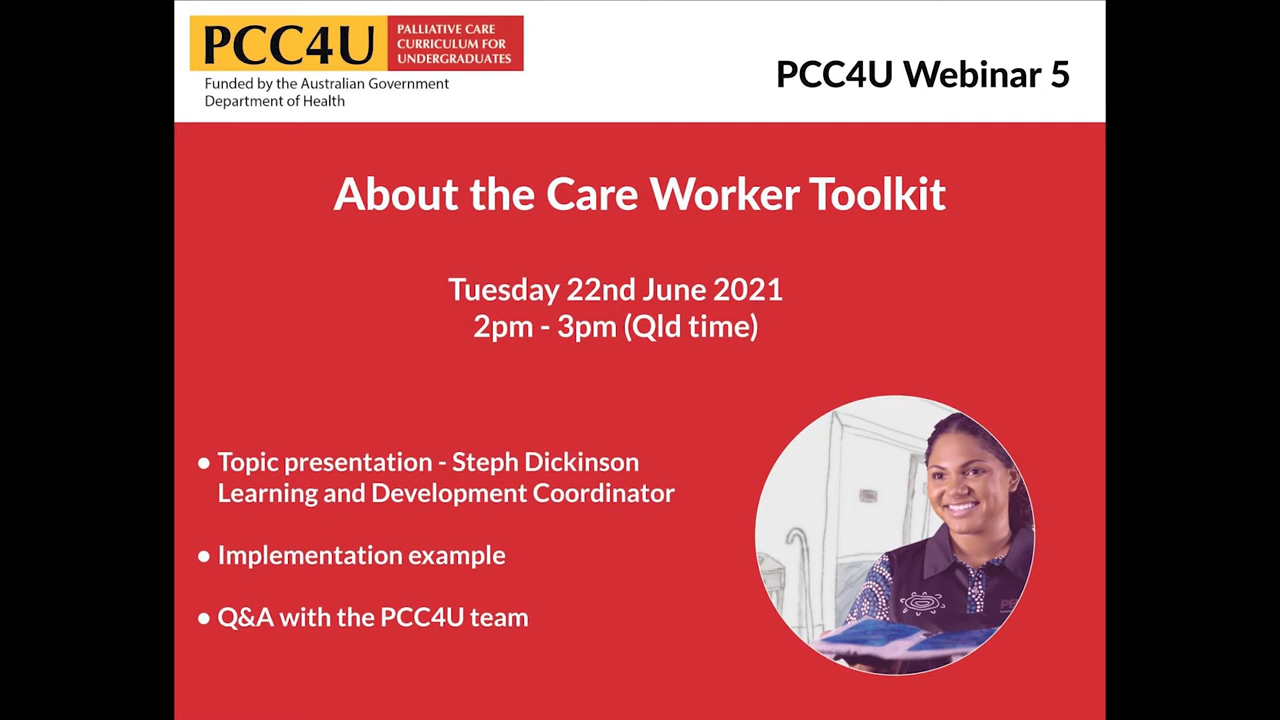 PCC4U
PALLIATIVE CARE
CURRICULUM FOR
UNDERGRADUATES
Funded by the Australian Government
Department of Health
PCC4U Webinar 5
About the Care Worker Toolkit
Tuesday 22nd June 2021
2pm - 3pm (Qld time)
● Topic presentation - Steph Dickinson
Learning and Development Coordinator
● Implementation example
● Q&A with the PCC4U team